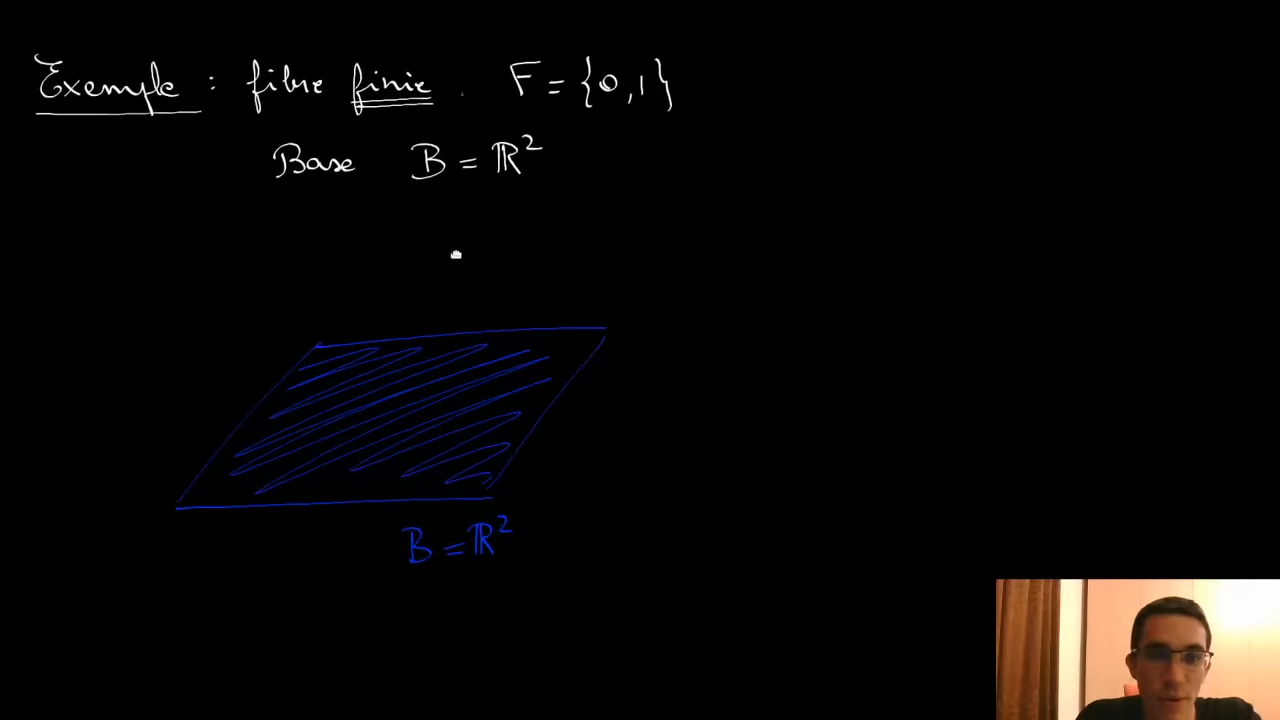 Exemple : fibre finie. F = {0,1}
Base B = ℝ²
B = ℝ²